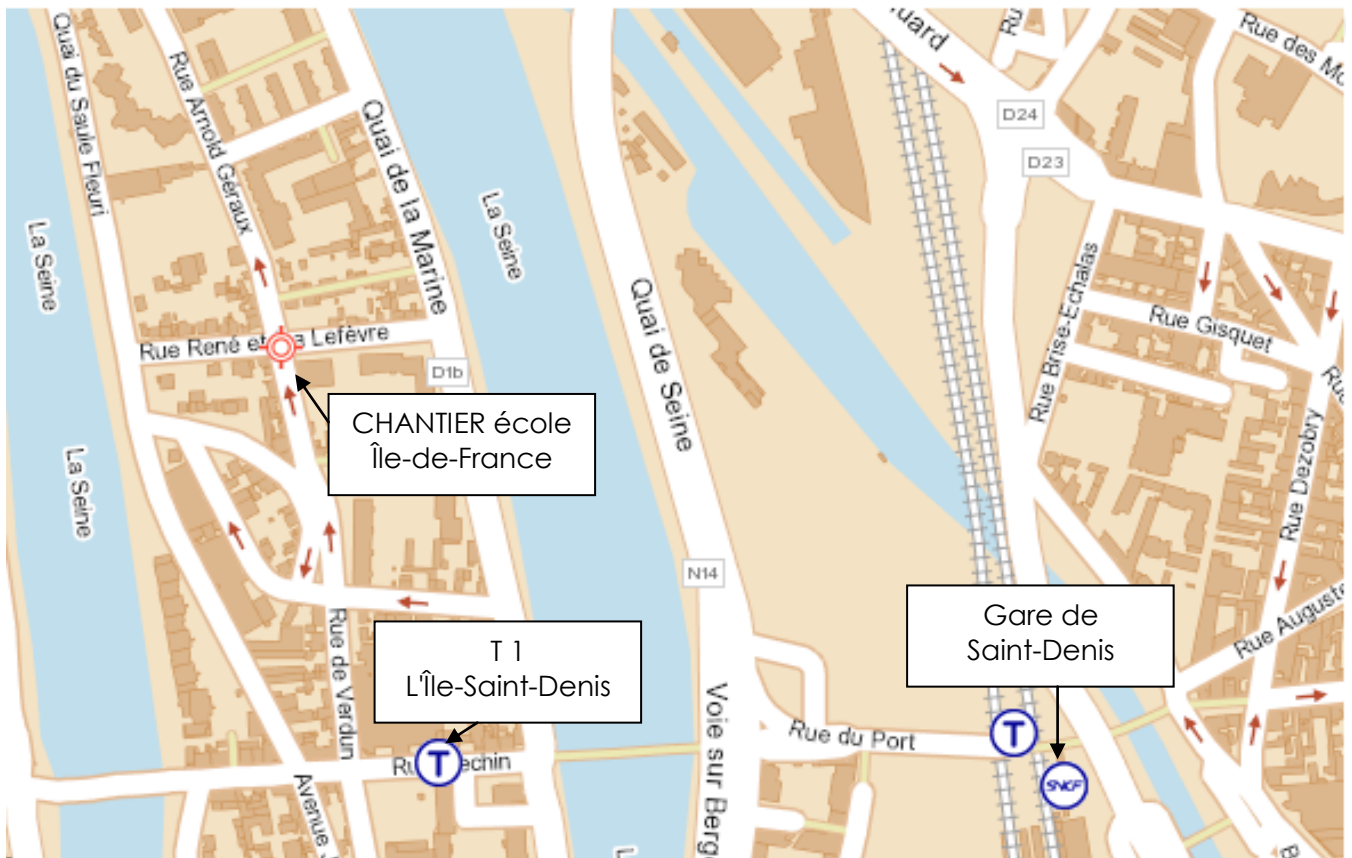 Quai du Saule Fleuri
Rue Arnold Géraux
Quai de la Marine
La Seine
La Seine
La Seine
Rue René et
Lefèvre
D1b
CHANTIER école
Île-de-France
Quai de Seine
N14
D24
D23
Rue des
Rue Brise-Echalas
Rue Gisquet
Rue Dezobry
Rue Auguste
Gare de
Saint-Denis
T 1
L'Île-Saint-Denis
Rue de Verdun
Avenue
T
Voie sur Berge
Rue du Port
T
SNCF